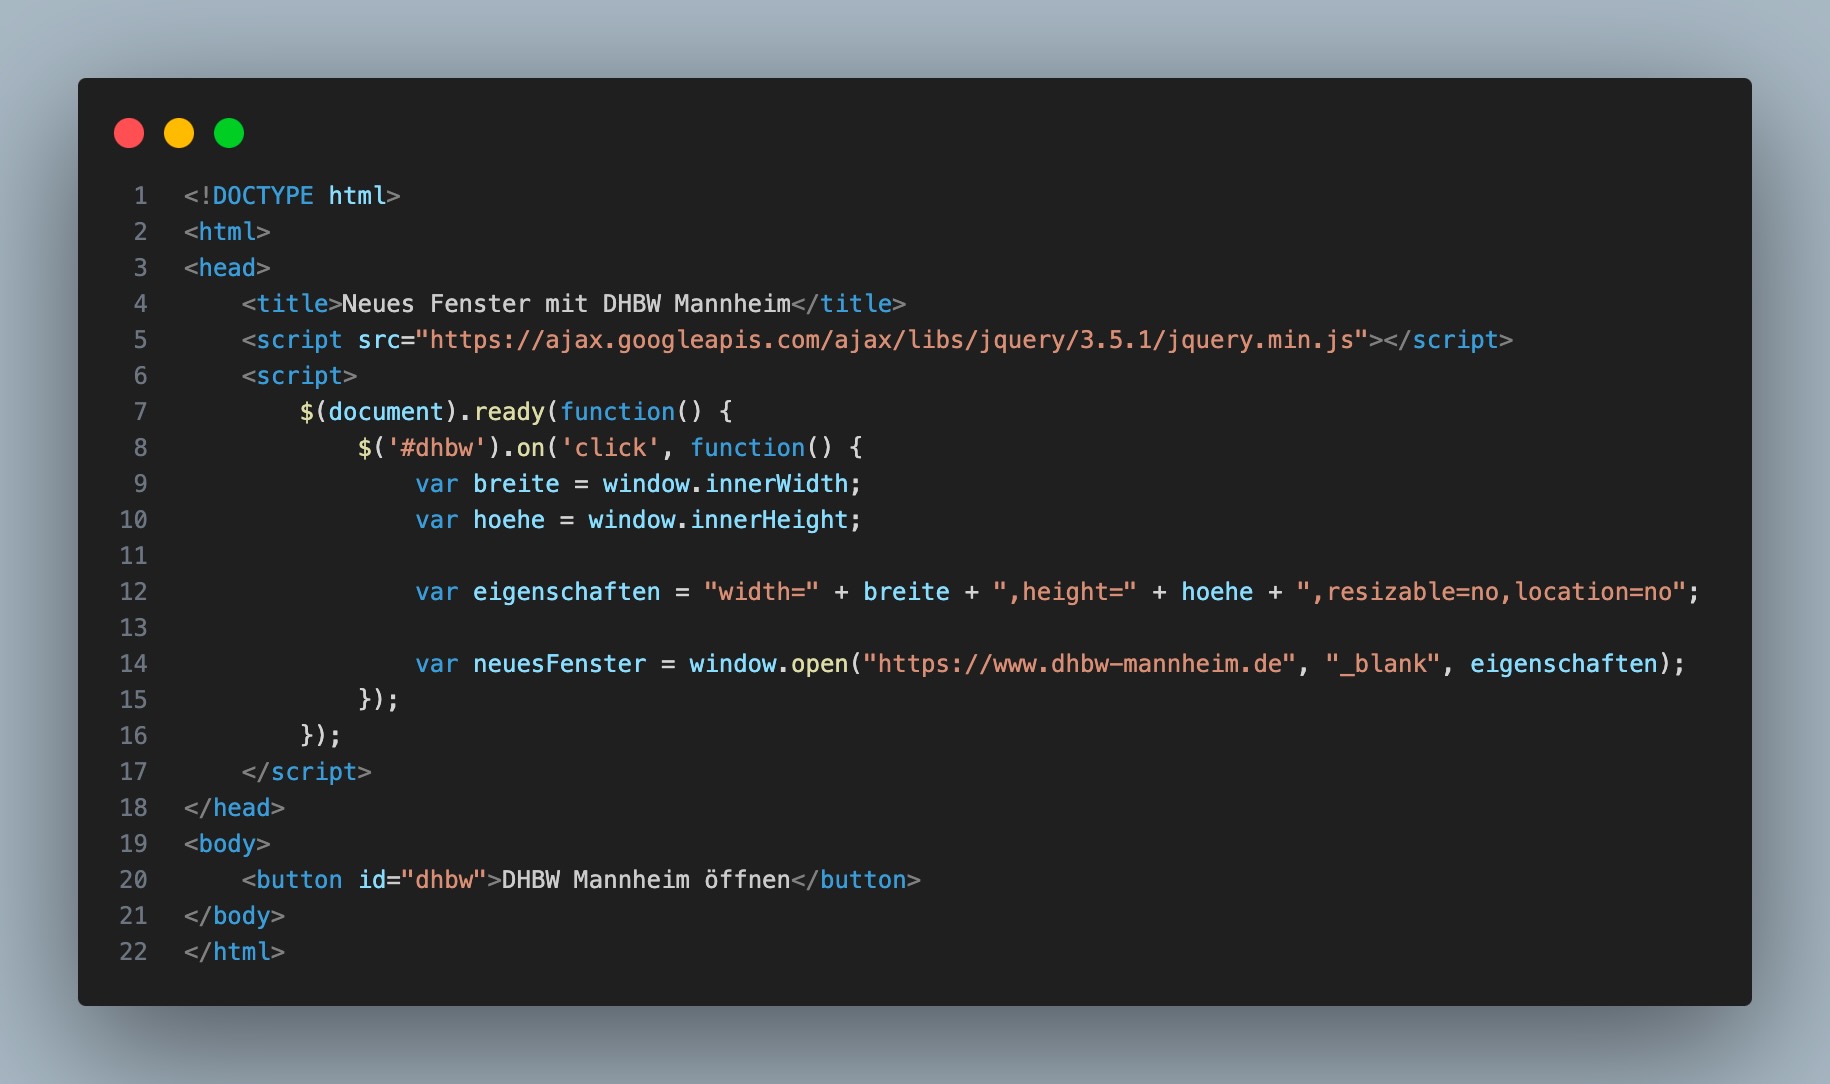 1 <!DOCTYPE html>
2 <html>
3 <head>
4     <title>Neues Fenster mit DHBW Mannheim</title>
5     <script src="https://ajax.googleapis.com/ajax/libs/jquery/3.5.1/jquery.min.js"></script>
6     <script>
7         $(document).ready(function() {
8             $('#dhbw').on('click', function() {
9                 var breite = window.innerWidth;
10                 var hoehe = window.innerHeight;
11
12                 var eigenschaften = "width=" + breite + ",height=" + hoehe + ",resizable=no,location=no";
13
14                 var neuesFenster = window.open("https://www.dhbw-mannheim.de", "_blank", eigenschaften);
15             });
16         });
17     </script>
18 </head>
19 <body>
20     <button id="dhbw">DHBW Mannheim öffnen</button>
21 </body>
22 </html>